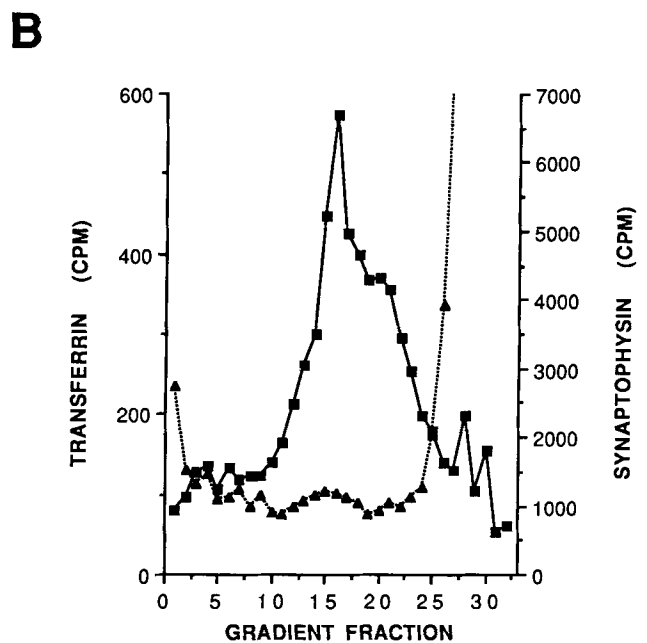 B
TRANSFERRIN (CPM)
600
400
200
0
7000
6000
5000
4000
3000
2000
1000
0
SYNAPTOPHYSIN (CPM)
0 5 10 15 20 25 30
GRADIENT FRACTION